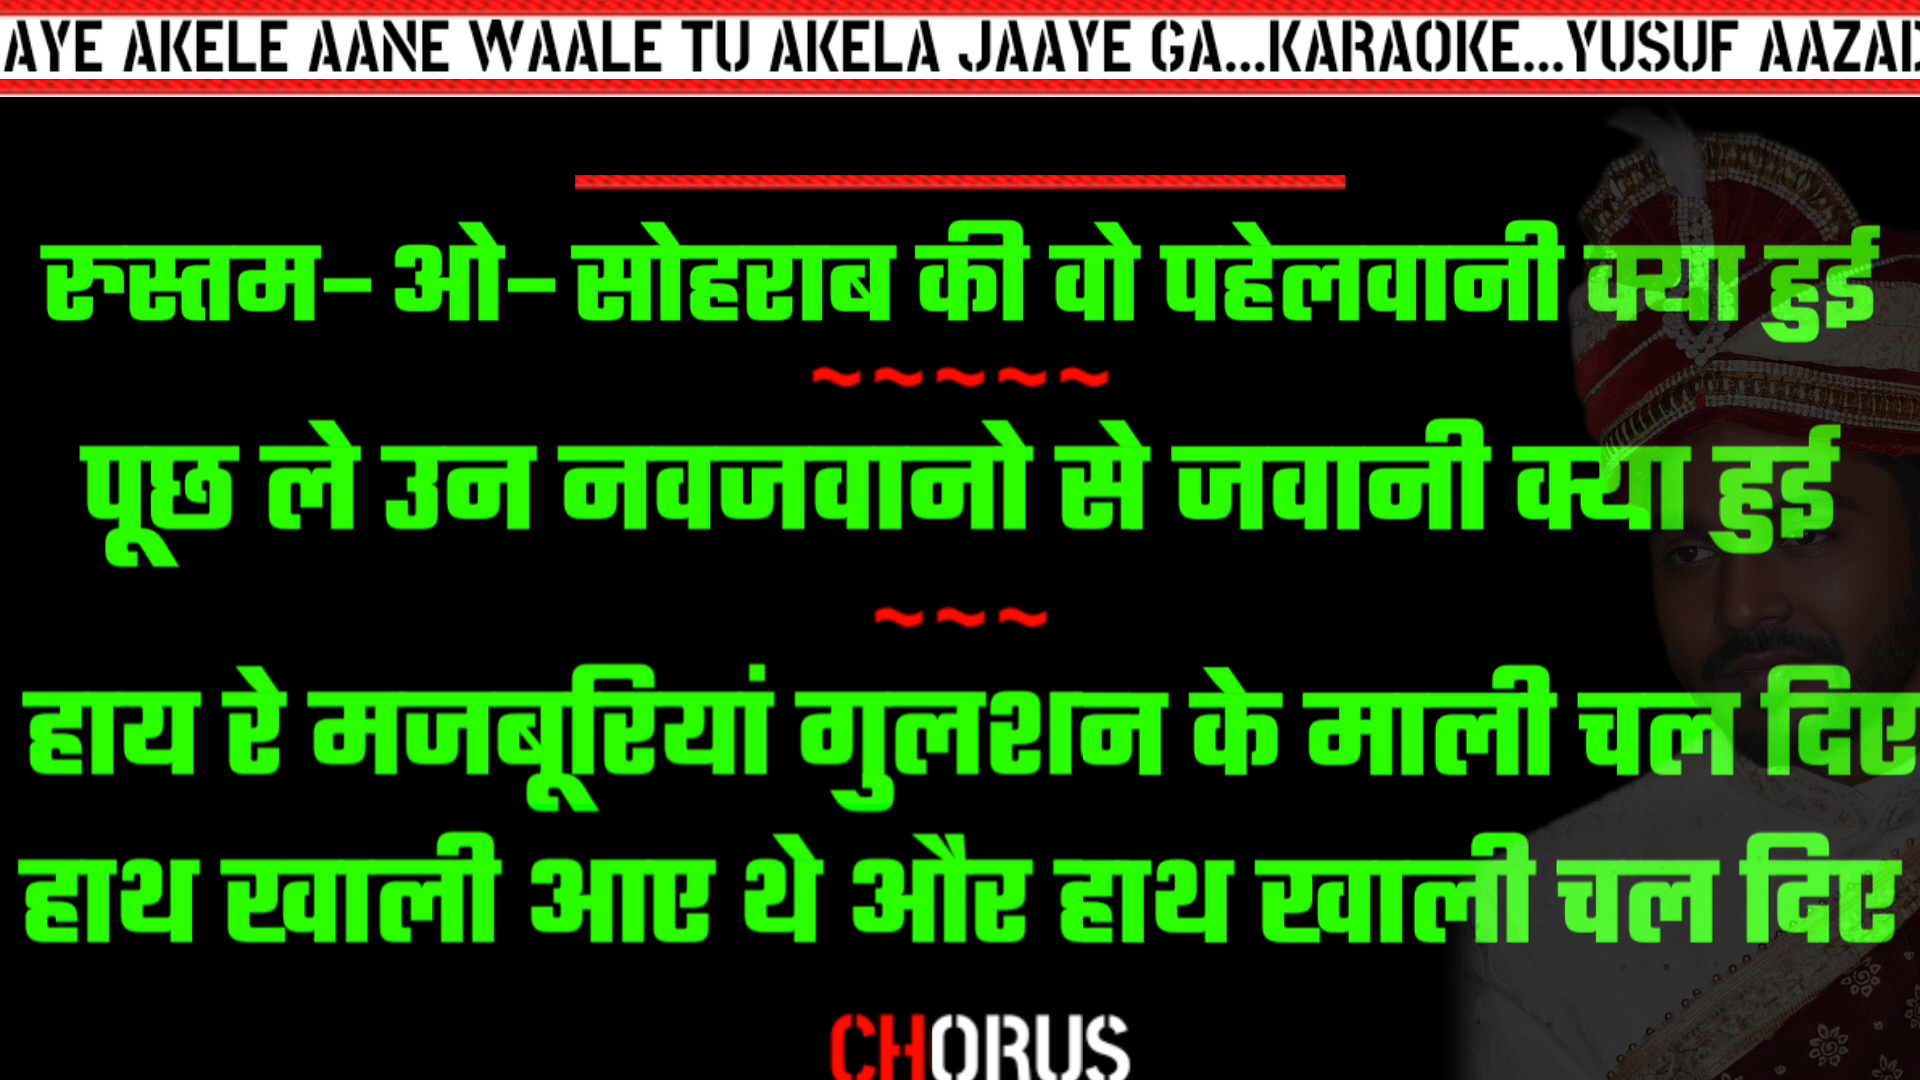 AYE AKELE AANE WAALE TU AKELA JAAYE GA...KARAOKE...YUSUF AAZAD
रुस्तम-ओ-सोहराब की वो पहेलवानी क्या हुई
~~~~~
पूछ ले उन नवजवानो से जवानी क्या हुई
~~~
हाय रे मजबूरियां गुलशन के माली चल दिए
हाथ खाली आए थे और हाथ खाली चल दिए
CHORUS